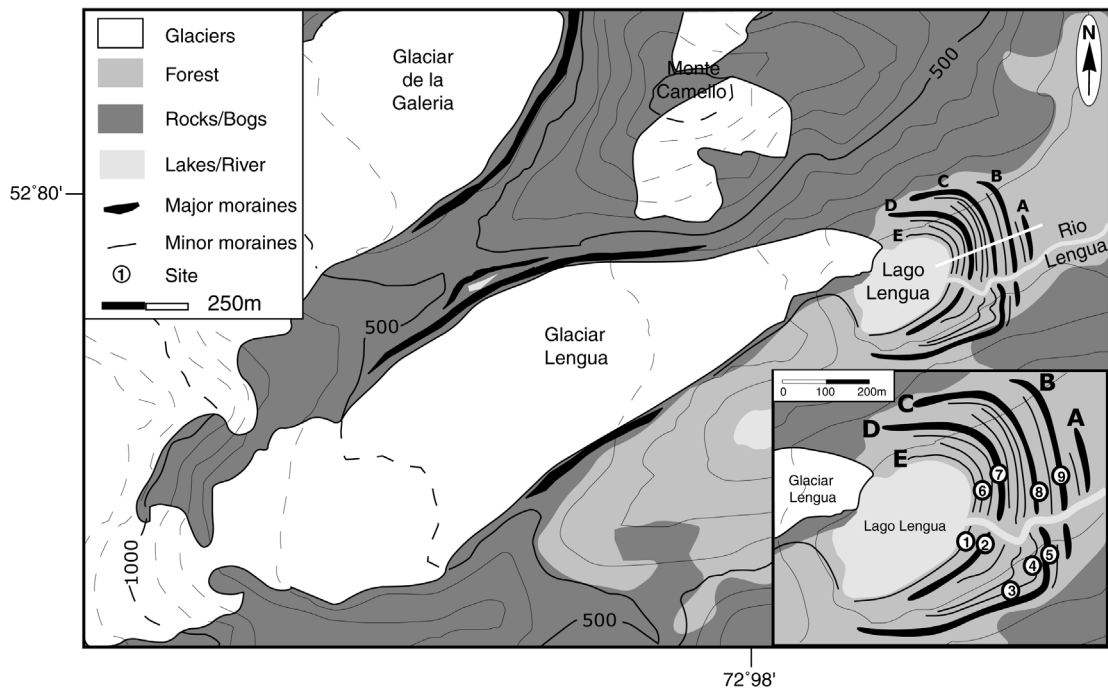 Glaciers
Forest
Rocks/Bogs
Lakes/River
Major moraines
Minor moraines
1 Site
250m
Glaciar
de la
Galeria
Monte
Camello
500
N
52°80'
C
B
D
A
E
Rio
Lengua
Lago
Lengua
500
Glaciar
Lengua
1000
500
72°98'
0 100 200m
B
C
A
D
E
7
9
6
8
Glaciar
Lengua
Lago Lengua
1
2
5
4
3